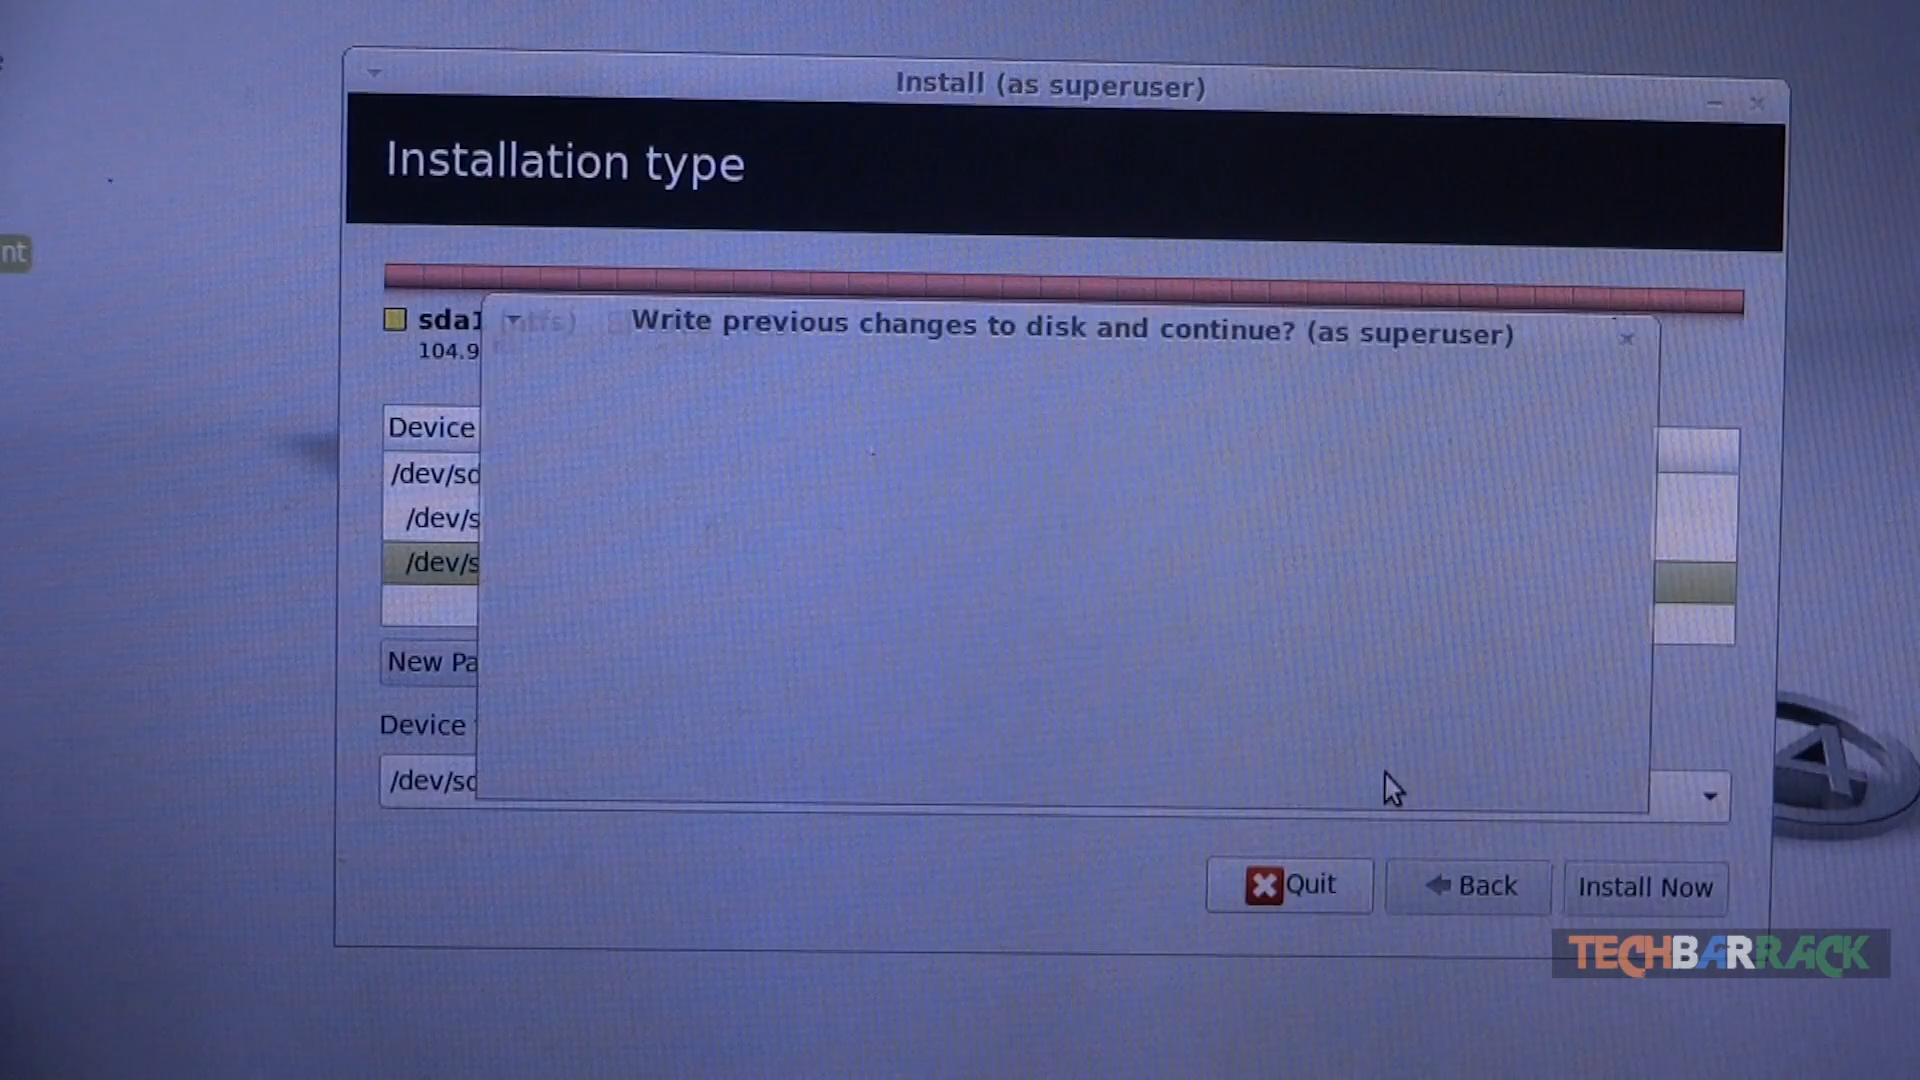 nt
Install (as superuser)
Installation type
sda1 (ntfs)
104.9
Write previous changes to disk and continue? (as superuser)
Device
/dev/sd
/dev/s
/dev/s
New Pa
Device
/dev/sd
Quit
Back
Install Now
TECHBARRACK